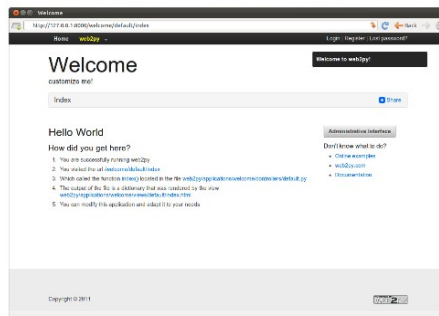 Welcome
http://127.0.0.1:8000/welcome/default/index
Back
Home web2py
Login | Register | Lost password?
Welcome to web2py!
Welcome
customize me!
Index
Share
Hello World
How did you get here?
1. You are successfully running web2py
2. You visited the url /welcome/default/index
3. Which called the function index() located in the file web2py/applications/welcome/controllers/default.py
4. The output of the file is a dictionary that was rendered by the view
web2py/applications/welcome/views/default/index.html
5. You can modify this application and adapt it to your needs
Administrative Interface
Don't know what to do?
Online examples
web2py.com
Documentation
Copyright © 2011